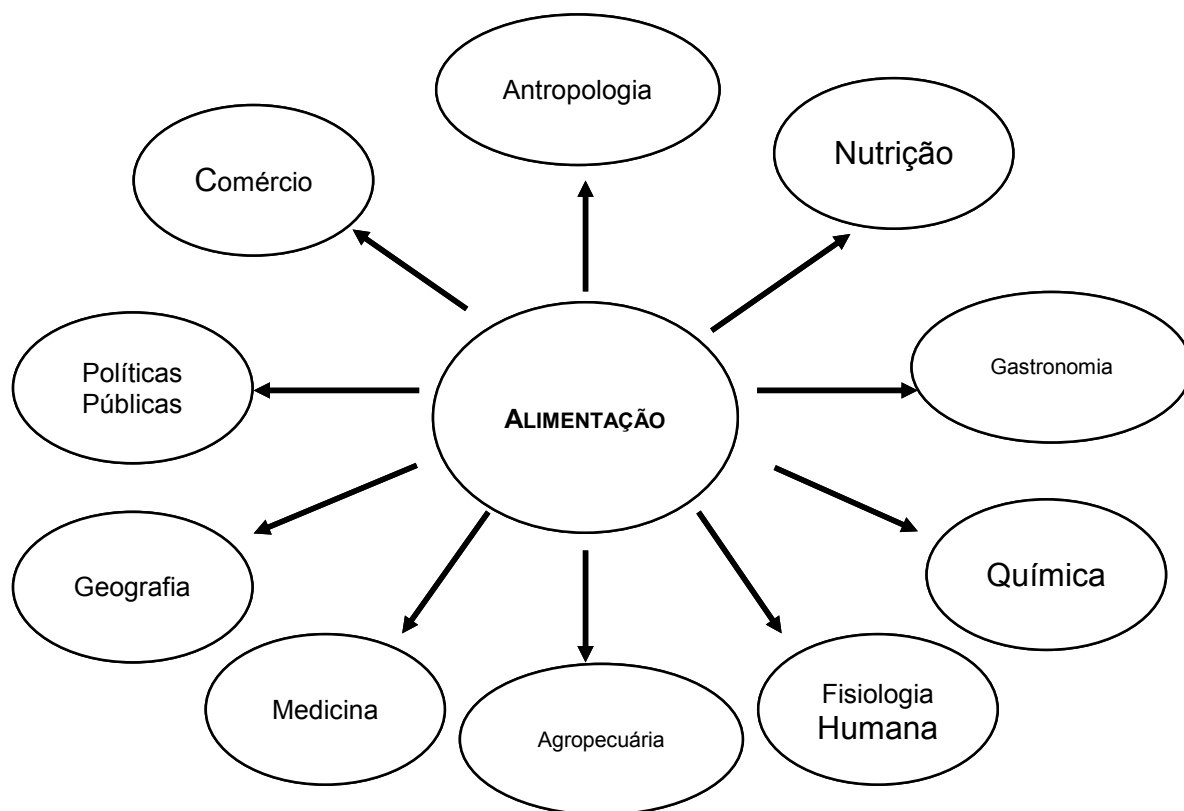 Antropologia
Nutrição
Comércio
Gastronomia
Políticas
Públicas
ALIMENTAÇÃO
Química
Geografia
Fisiologia
Humana
Medicina
Agropecuária